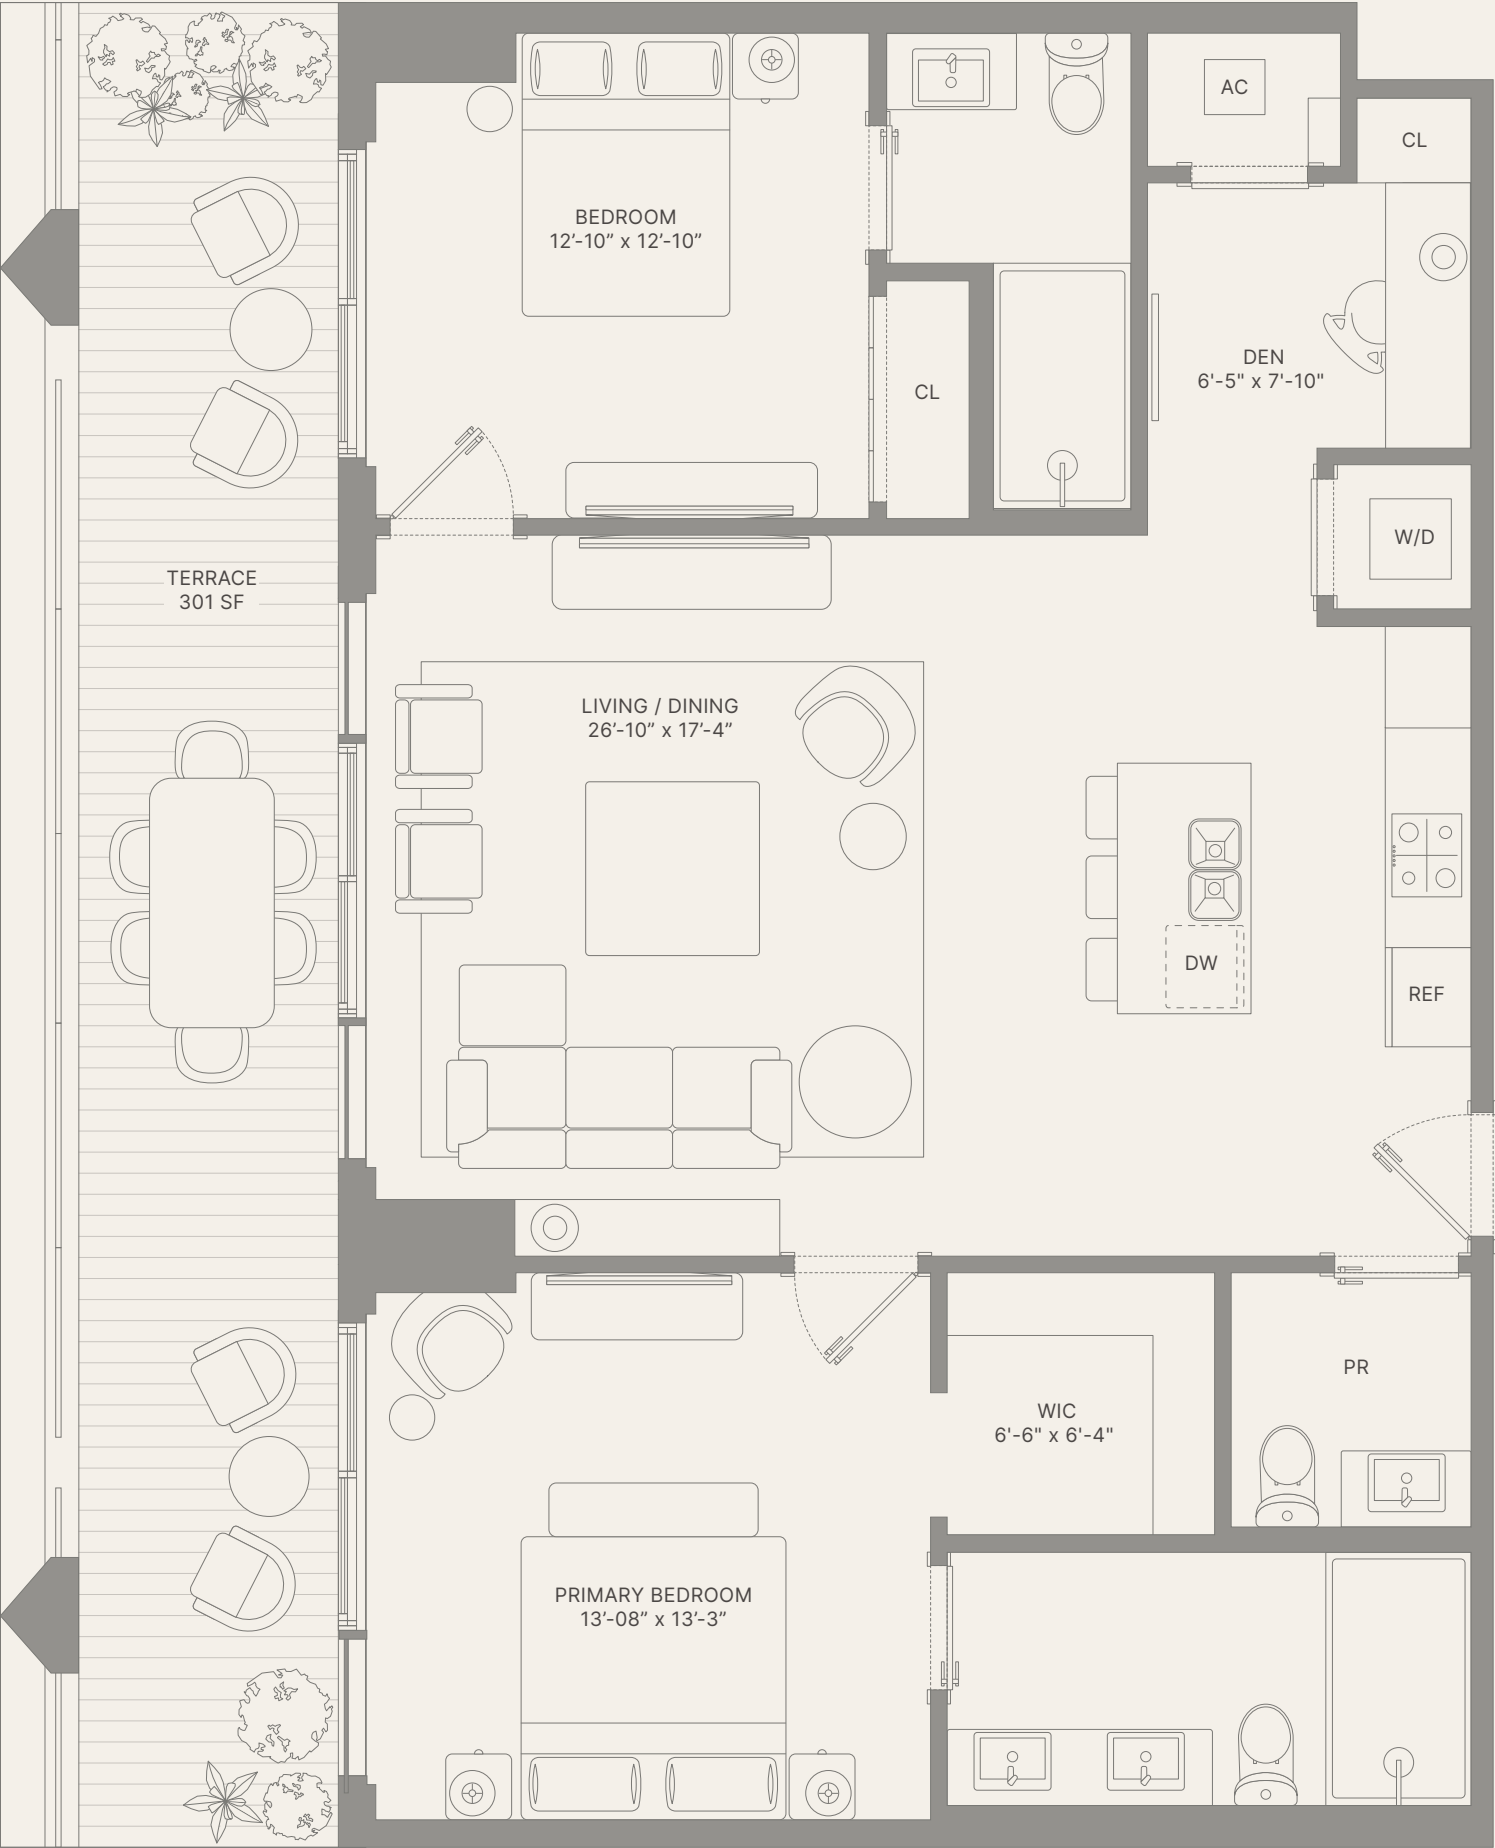 AC
CL
BEDROOM
12’-10” x 12’-10”
DEN
6'-5" x 7'-10"
CL
W/D
TERRACE
301 SF
LIVING / DINING
26’-10” x 17’-4”
DW
REF
PR
WIC
6'-6" x 6'-4"
PRIMARY BEDROOM
13’-08” x 13’-3”